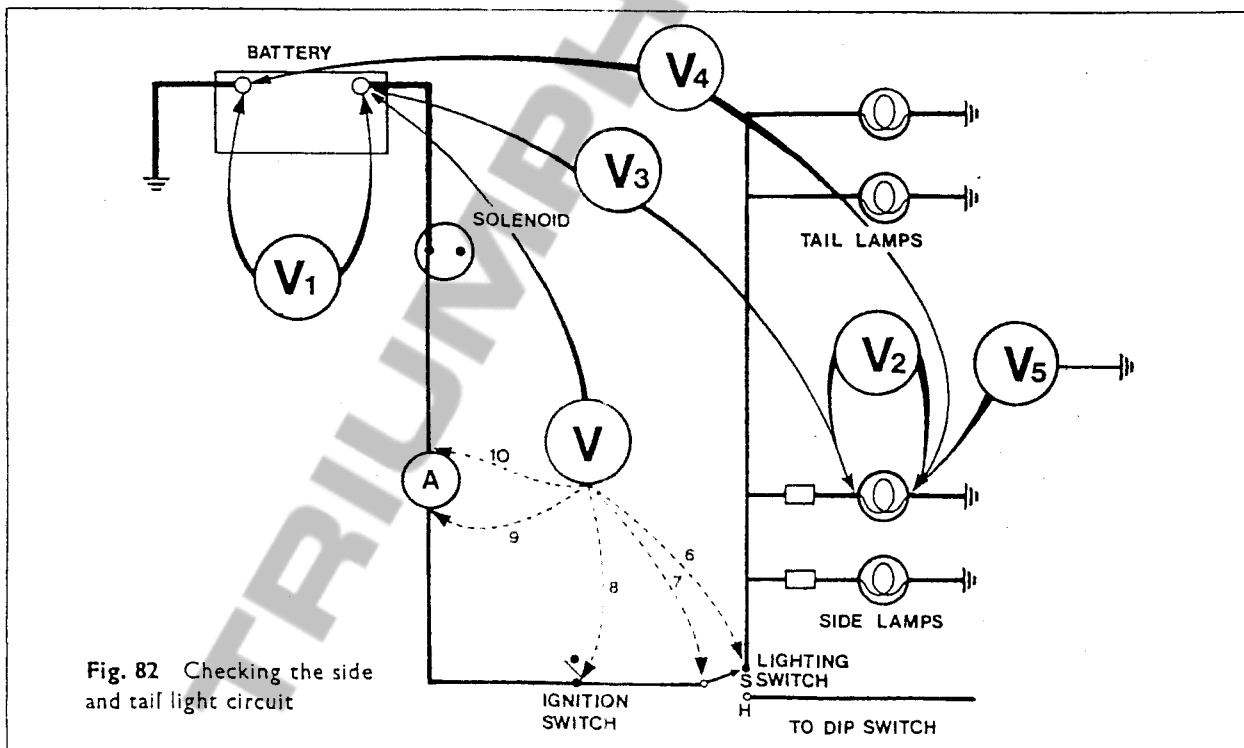 BATTERY
V4
V3
SOLENOID
TAIL LAMPS
V1
V2
V5
V
10
A
9
6
7
8
SIDE LAMPS
Fig. 82 Checking the side
and tail light circuit
IGNITION
SWITCH
LIGHTING
S SWITCH
H
TO DIP SWITCH
TRIUMPH